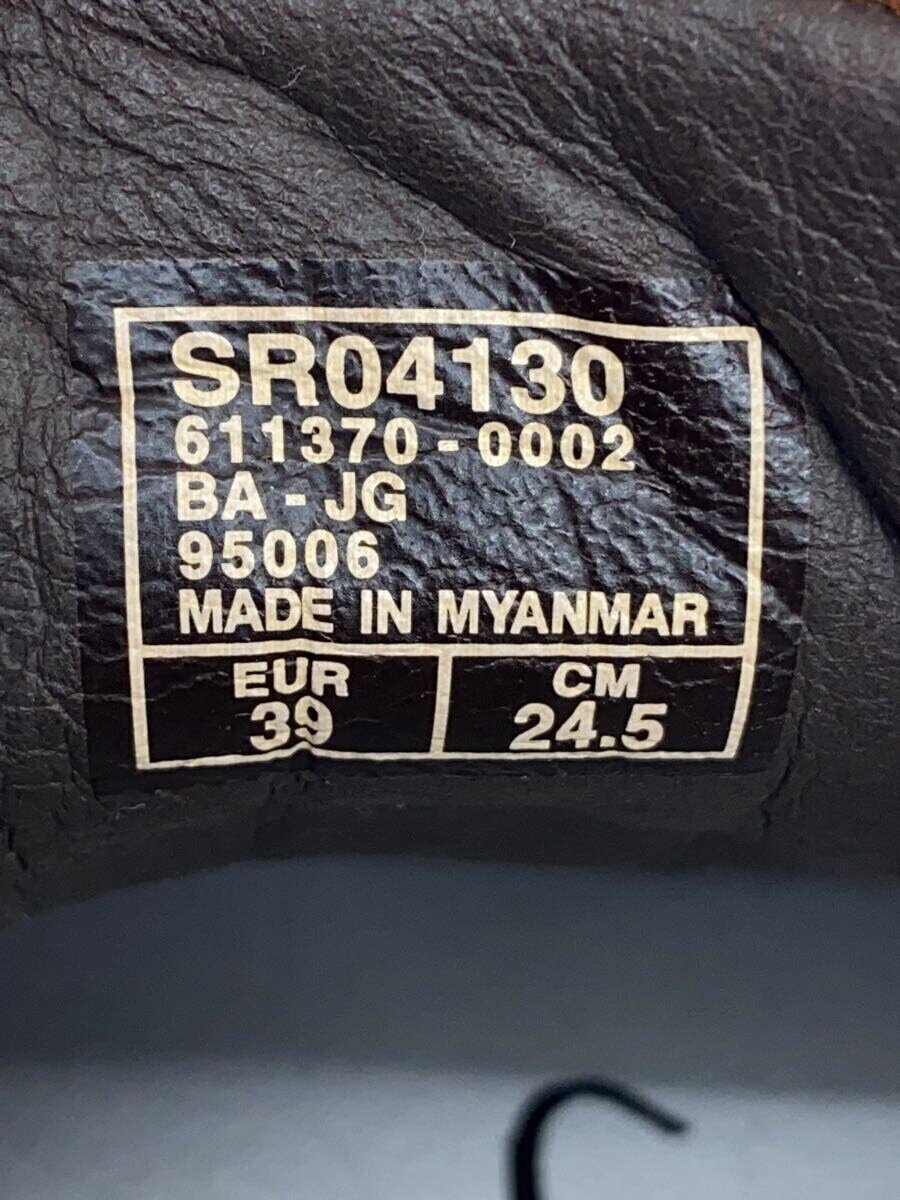 SR04130
611370-0002
BA-JG
95006
MADE IN MYANMAR
EUR CM
39 24.5